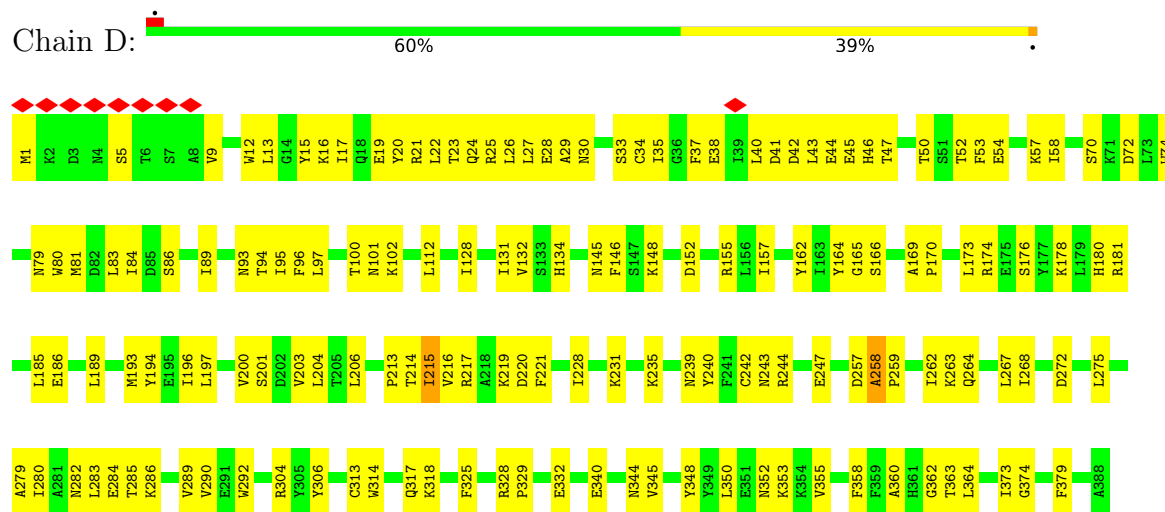 Chain D:
60%
39%
M1 K2 D3 N4 S5 T6 S7 A8 V9 W12 L13 G14 Y15 K16 I17 Q18 E19 Y20 R21 L22 T23 Q24 R25 L26 L27 E28 A29 N30 S33 C34 I35 G36 F37 E38 I39 L40 D41 D42 L43 E44 E45 H46 T47 T50 S51 T52 F53 E54 K57 I58 S70 K71 D72 L73
N79 W80 M81 D82 L83 I84 D85 S86 I89 N93 T94 I95 F96 L97 T100 N101 K102 L112 I128 I131 V132 S133 H134 N145 F146 S147 K148 D152 R155 L156 I157 Y162 I163 Y164 G165 S166 A169 P170 L173 R174 E175 S176 Y177 K178 L179 H180 R181
L185 E186 L189 M193 Y194 E195 I196 L197 V200 S201 D202 V203 L204 T205 L206 P213 T214 I215 V216 R217 A218 K219 D220 F221 I228 K231 K235 N239 Y240 F241 C242 N243 R244 E247 D257 A258 P259 I262 K263 Q264 L267 I268 D272 L275
A279 I280 A281 N282 L283 E284 T285 K286 V289 V290 E291 W292 R304 Y305 Y306 C313 W314 Q317 K318 F325 R328 P329 E332 E340 N344 V345 Y348 Y349 L350 E351 N352 K353 K354 V355 F358 F359 A360 H361 G362 T363 L364 I373 G374 F379 A388